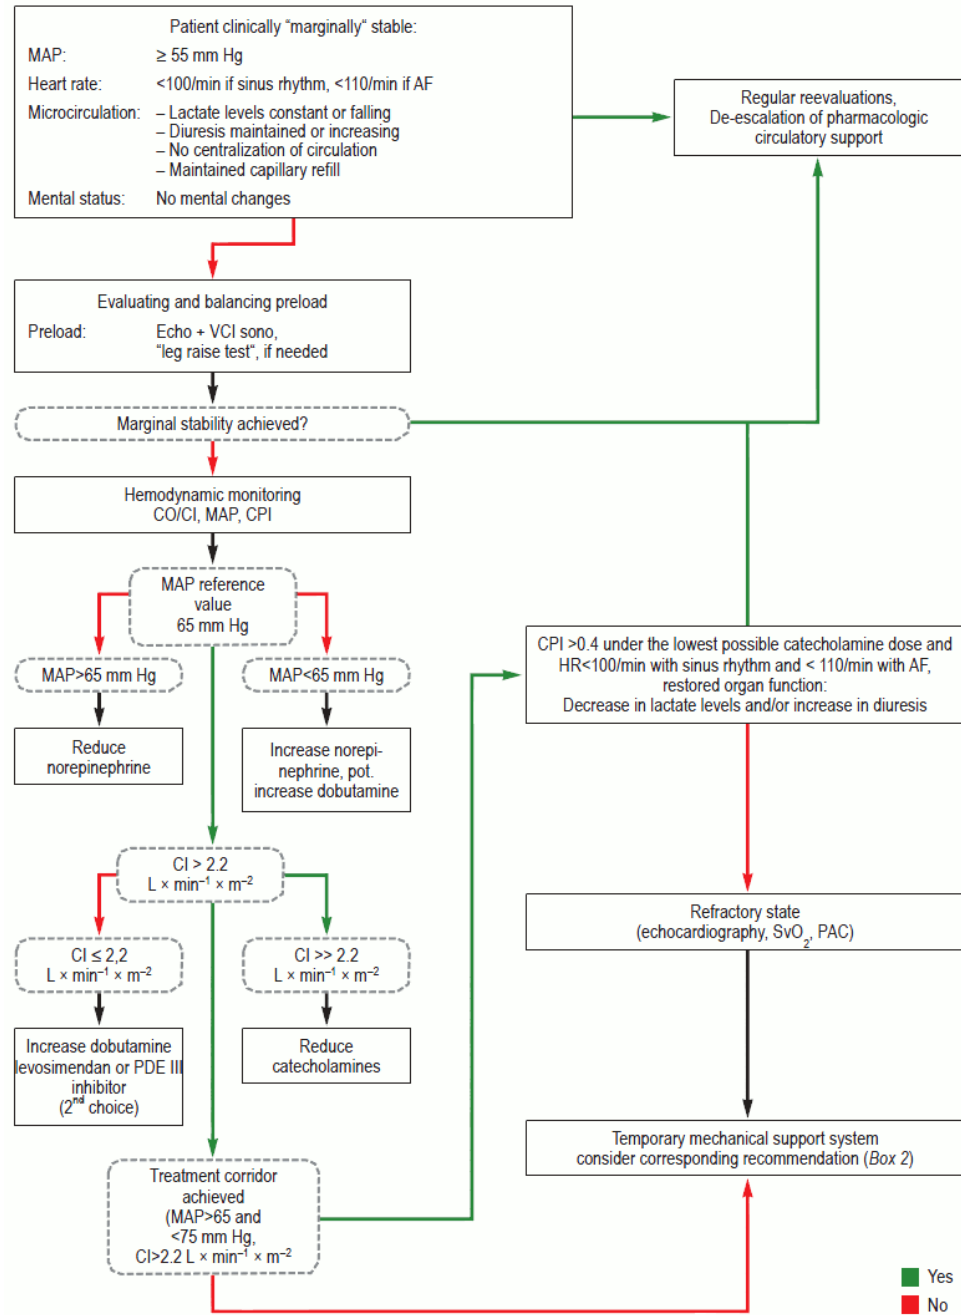 Patient clinically “marginally” stable:
MAP: ≥ 55 mm Hg
Heart rate: <100/min if sinus rhythm, <110/min if AF
Microcirculation: – Lactate levels constant or falling
– Diuresis maintained or increasing
– No centralization of circulation
– Maintained capillary refill
Mental status: No mental changes
Regular reevaluations,
De-escalation of pharmacologic
circulatory support
Evaluating and balancing preload
Preload: Echo + VCI sono,
“leg raise test“, if needed
Marginal stability achieved?
Hemodynamic monitoring
CO/CI, MAP, CPI
MAP reference
value
65 mm Hg
MAP>65 mm Hg
MAP<65 mm Hg
Reduce
norepinephrine
Increase norepi-
nephrine, pot.
increase dobutamine
CPI >0.4 under the lowest possible catecholamine dose and
HR<100/min with sinus rhythm and < 110/min with AF,
restored organ function:
Decrease in lactate levels and/or increase in diuresis
CI > 2.2
L × min⁻¹ × m⁻²
CI ≤ 2,2
L × min⁻¹ × m⁻²
CI >> 2.2
L × min⁻¹ × m⁻²
Increase dobutamine
levosimendan or PDE III
inhibitor
(2nd choice)
Reduce
catecholamines
Refractory state
(echocardiography, SvO₂, PAC)
Temporary mechanical support system
consider corresponding recommendation (Box 2)
Treatment corridor
achieved
(MAP>65 and
<75 mm Hg,
CI>2.2 L × min⁻¹ × m⁻²
Yes
No